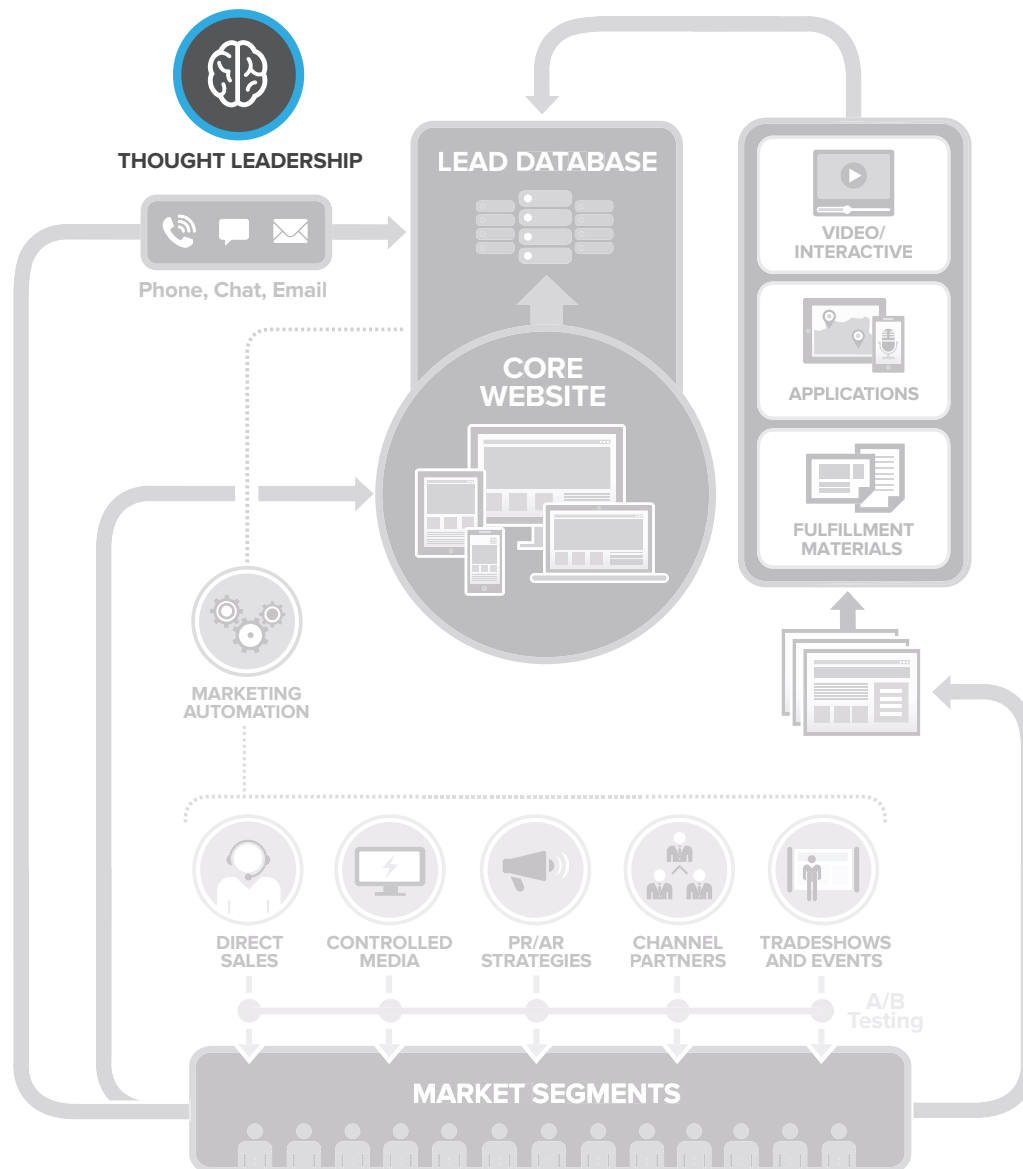 THOUGHT LEADERSHIP
LEAD DATABASE
Phone, Chat, Email
VIDEO/
INTERACTIVE
CORE
WEBSITE
APPLICATIONS
FULFILLMENT
MATERIALS
MARKETING
AUTOMATION
DIRECT
SALES
CONTROLLED
MEDIA
PR/AR
STRATEGIES
CHANNEL
PARTNERS
TRADESHOWS
AND EVENTS
A/B
Testing
MARKET SEGMENTS